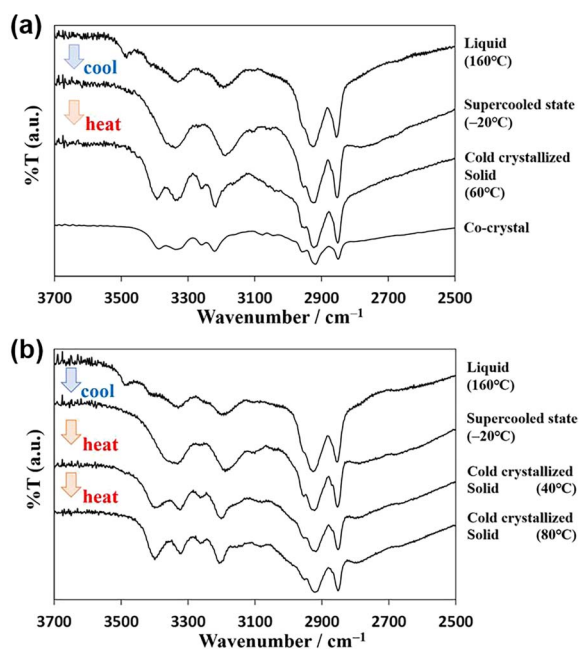 (a)
Liquid
(160°C)
cool
Supercooled state
(−20°C)
heat
Cold crystallized
Solid
(60°C)
Co-crystal
%T (a.u.)
3700 3500 3300 3100 2900 2700 2500
Wavenumber / cm⁻¹
(b)
Liquid
(160°C)
cool
Supercooled state
(−20°C)
heat
Cold crystallized
Solid (40°C)
heat
Cold crystallized
Solid (80°C)
%T (a.u.)
3700 3500 3300 3100 2900 2700 2500
Wavenumber / cm⁻¹